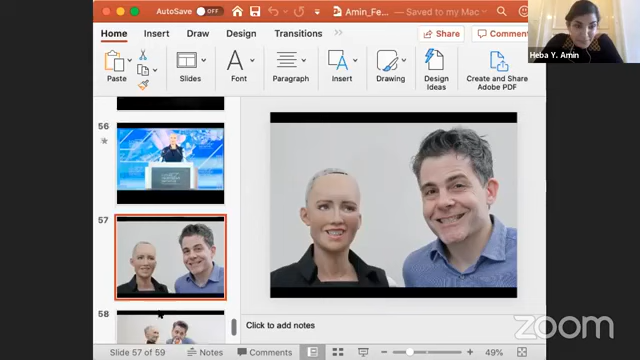 AutoSave OFF
Amin_Fe... — Saved to my Mac
Home Insert Draw Design Transitions
Share
Commen
Paste
Slides
Font
Paragraph
Insert
Drawing
Design
Ideas
Create and Share
Adobe PDF
Heba Y. Amin
56
57
58
Click to add notes
Slide 57 of 59
Notes
Comments
49%
zoom